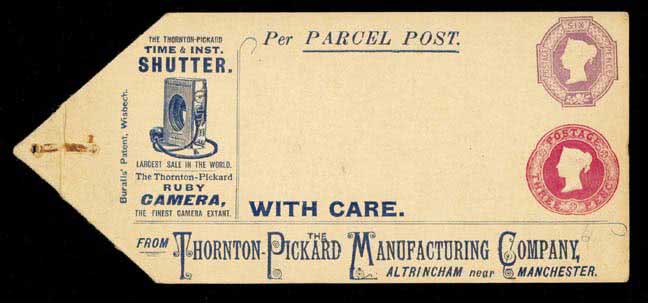 THE THORNTON-PICKARD
TIME & INST.
SHUTTER.
LARGEST SALE IN THE WORLD.
The Thornton-Pickard
RUBY
CAMERA,
THE FINEST CAMERA EXTANT.
Buralls' Patent, Wisbech.
Per PARCEL POST.
SIX
POSTAGE
THREE PENCE
WITH CARE.
FROM THE THORNTON-PICKARD MANUFACTURING COMPANY,
ALTRINCHAM near MANCHESTER.